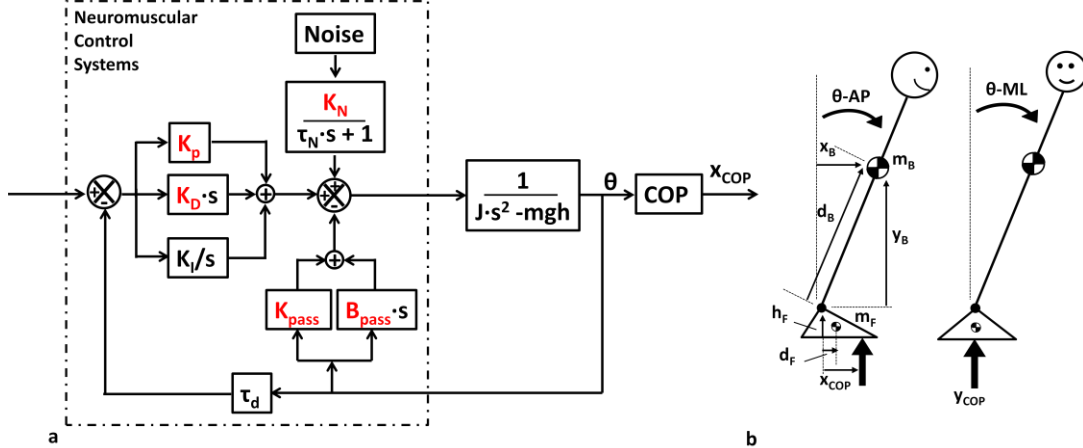 Neuromuscular
Control
Systems
Noise
K_N
τ_N·s + 1
K_p
K_D·s
K_I/s
+
-
+
+
+
-
+
1
J·s² -mgh
θ
COP
x_COP
K_pass
B_pass·s
τ_d
a
θ-AP
x_B
m_B
d_B
y_B
h_F
m_F
d_F
x_COP
θ-ML
y_COP
b